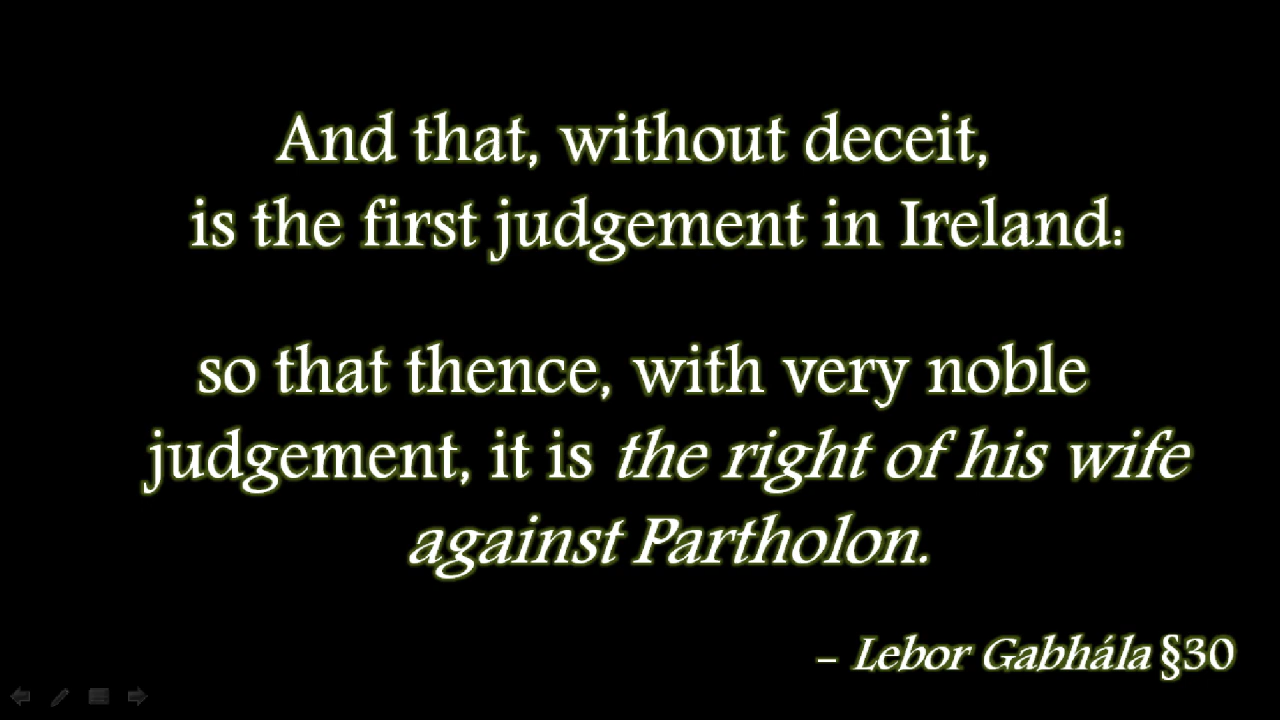 And that, without deceit,
is the first judgement in Ireland:
so that thence, with very noble
judgement, it is the right of his wife
against Partholon.
– Lebor Gabhála §30